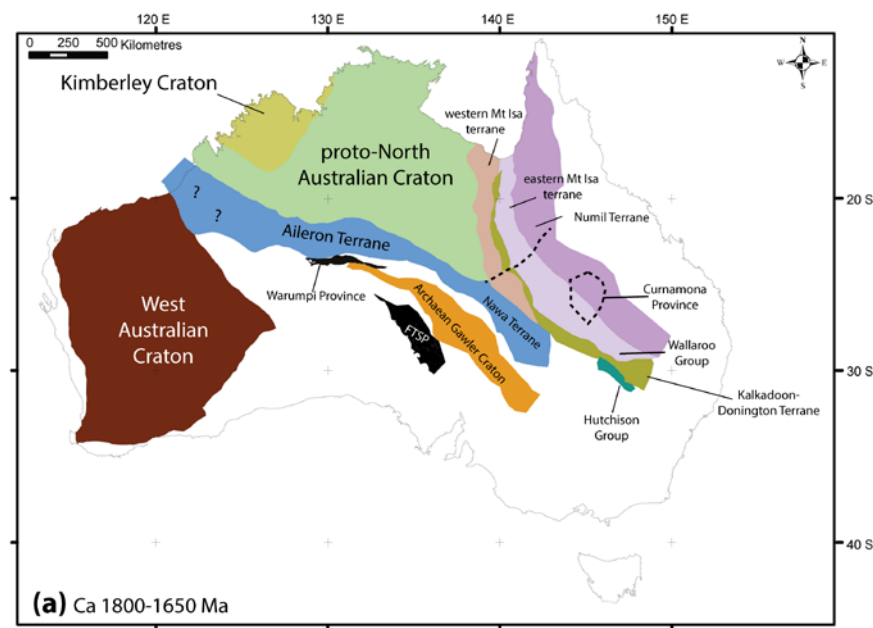 120 E
130 E
140 E
150 E
0 250 500 Kilometres
N
W E
S
Kimberley Craton
western Mt Isa
terrane
proto-North
Australian Craton
eastern Mt Isa
terrane
Numil Terrane
20 S
? 
?
Aileron Terrane
Warumpi Province
Curnamona
Province
West
Australian
Craton
Archaean Gawler Craton
Nawa Terrane
FTSP
Wallaroo
Group
30 S
Kalkadoon-
Donington Terrane
Hutchison
Group
40 S
(a) Ca 1800-1650 Ma